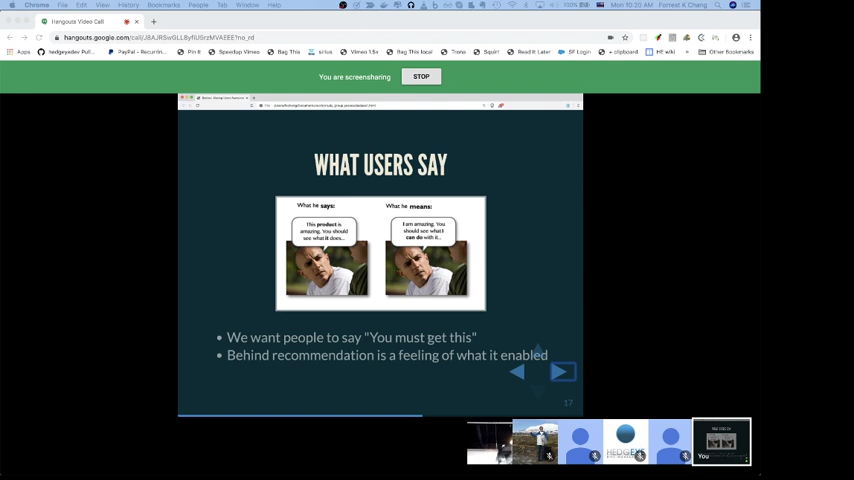 Chrome File Edit View History Bookmarks People Tab Window Help
100% Mon 10:20 AM Forrest K Chang
Hangouts Video Call
hangouts.google.com/call/J8AJRSwGLL8yfiUSrzMVAEEE?no_rd
Apps hedgeyedev Pull... PayPal - Recurrin... Pin It Speedup Vimeo Bag This sirius Vimeo 1.5x Bag This local Trono Squirt Read It Later SF Login + clipboard HE wiki Other Bookmarks
You are screensharing STOP
WHAT USERS SAY
What he says: What he means:
This product is
amazing. You should
see what it does...
I am amazing. You
should see what I
can do with it...
• We want people to say "You must get this"
• Behind recommendation is a feeling of what it enabled
17
HEDGEYE
You